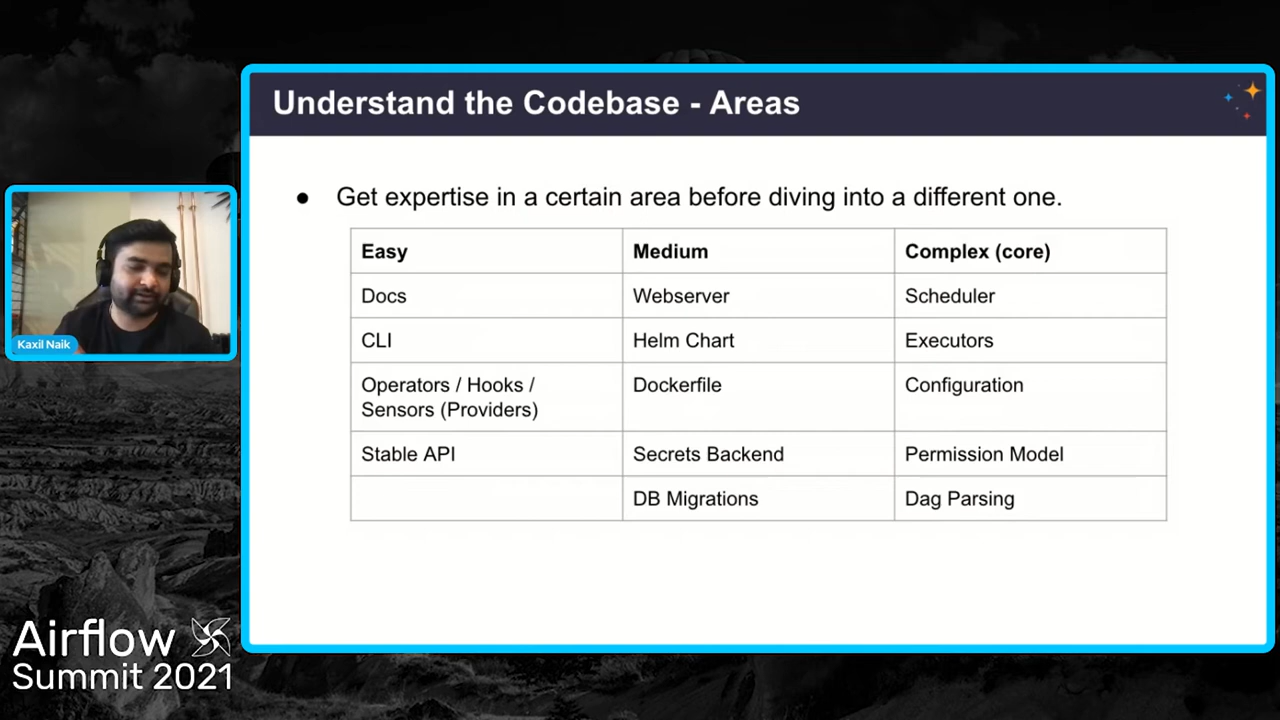 Understand the Codebase - Areas
● Get expertise in a certain area before diving into a different one.
Easy Medium Complex (core)
Docs Webserver Scheduler
CLI Helm Chart Executors
Operators / Hooks /
Sensors (Providers) Dockerfile Configuration
Stable API Secrets Backend Permission Model
DB Migrations Dag Parsing
Kaxil Naik
Airflow
Summit 2021